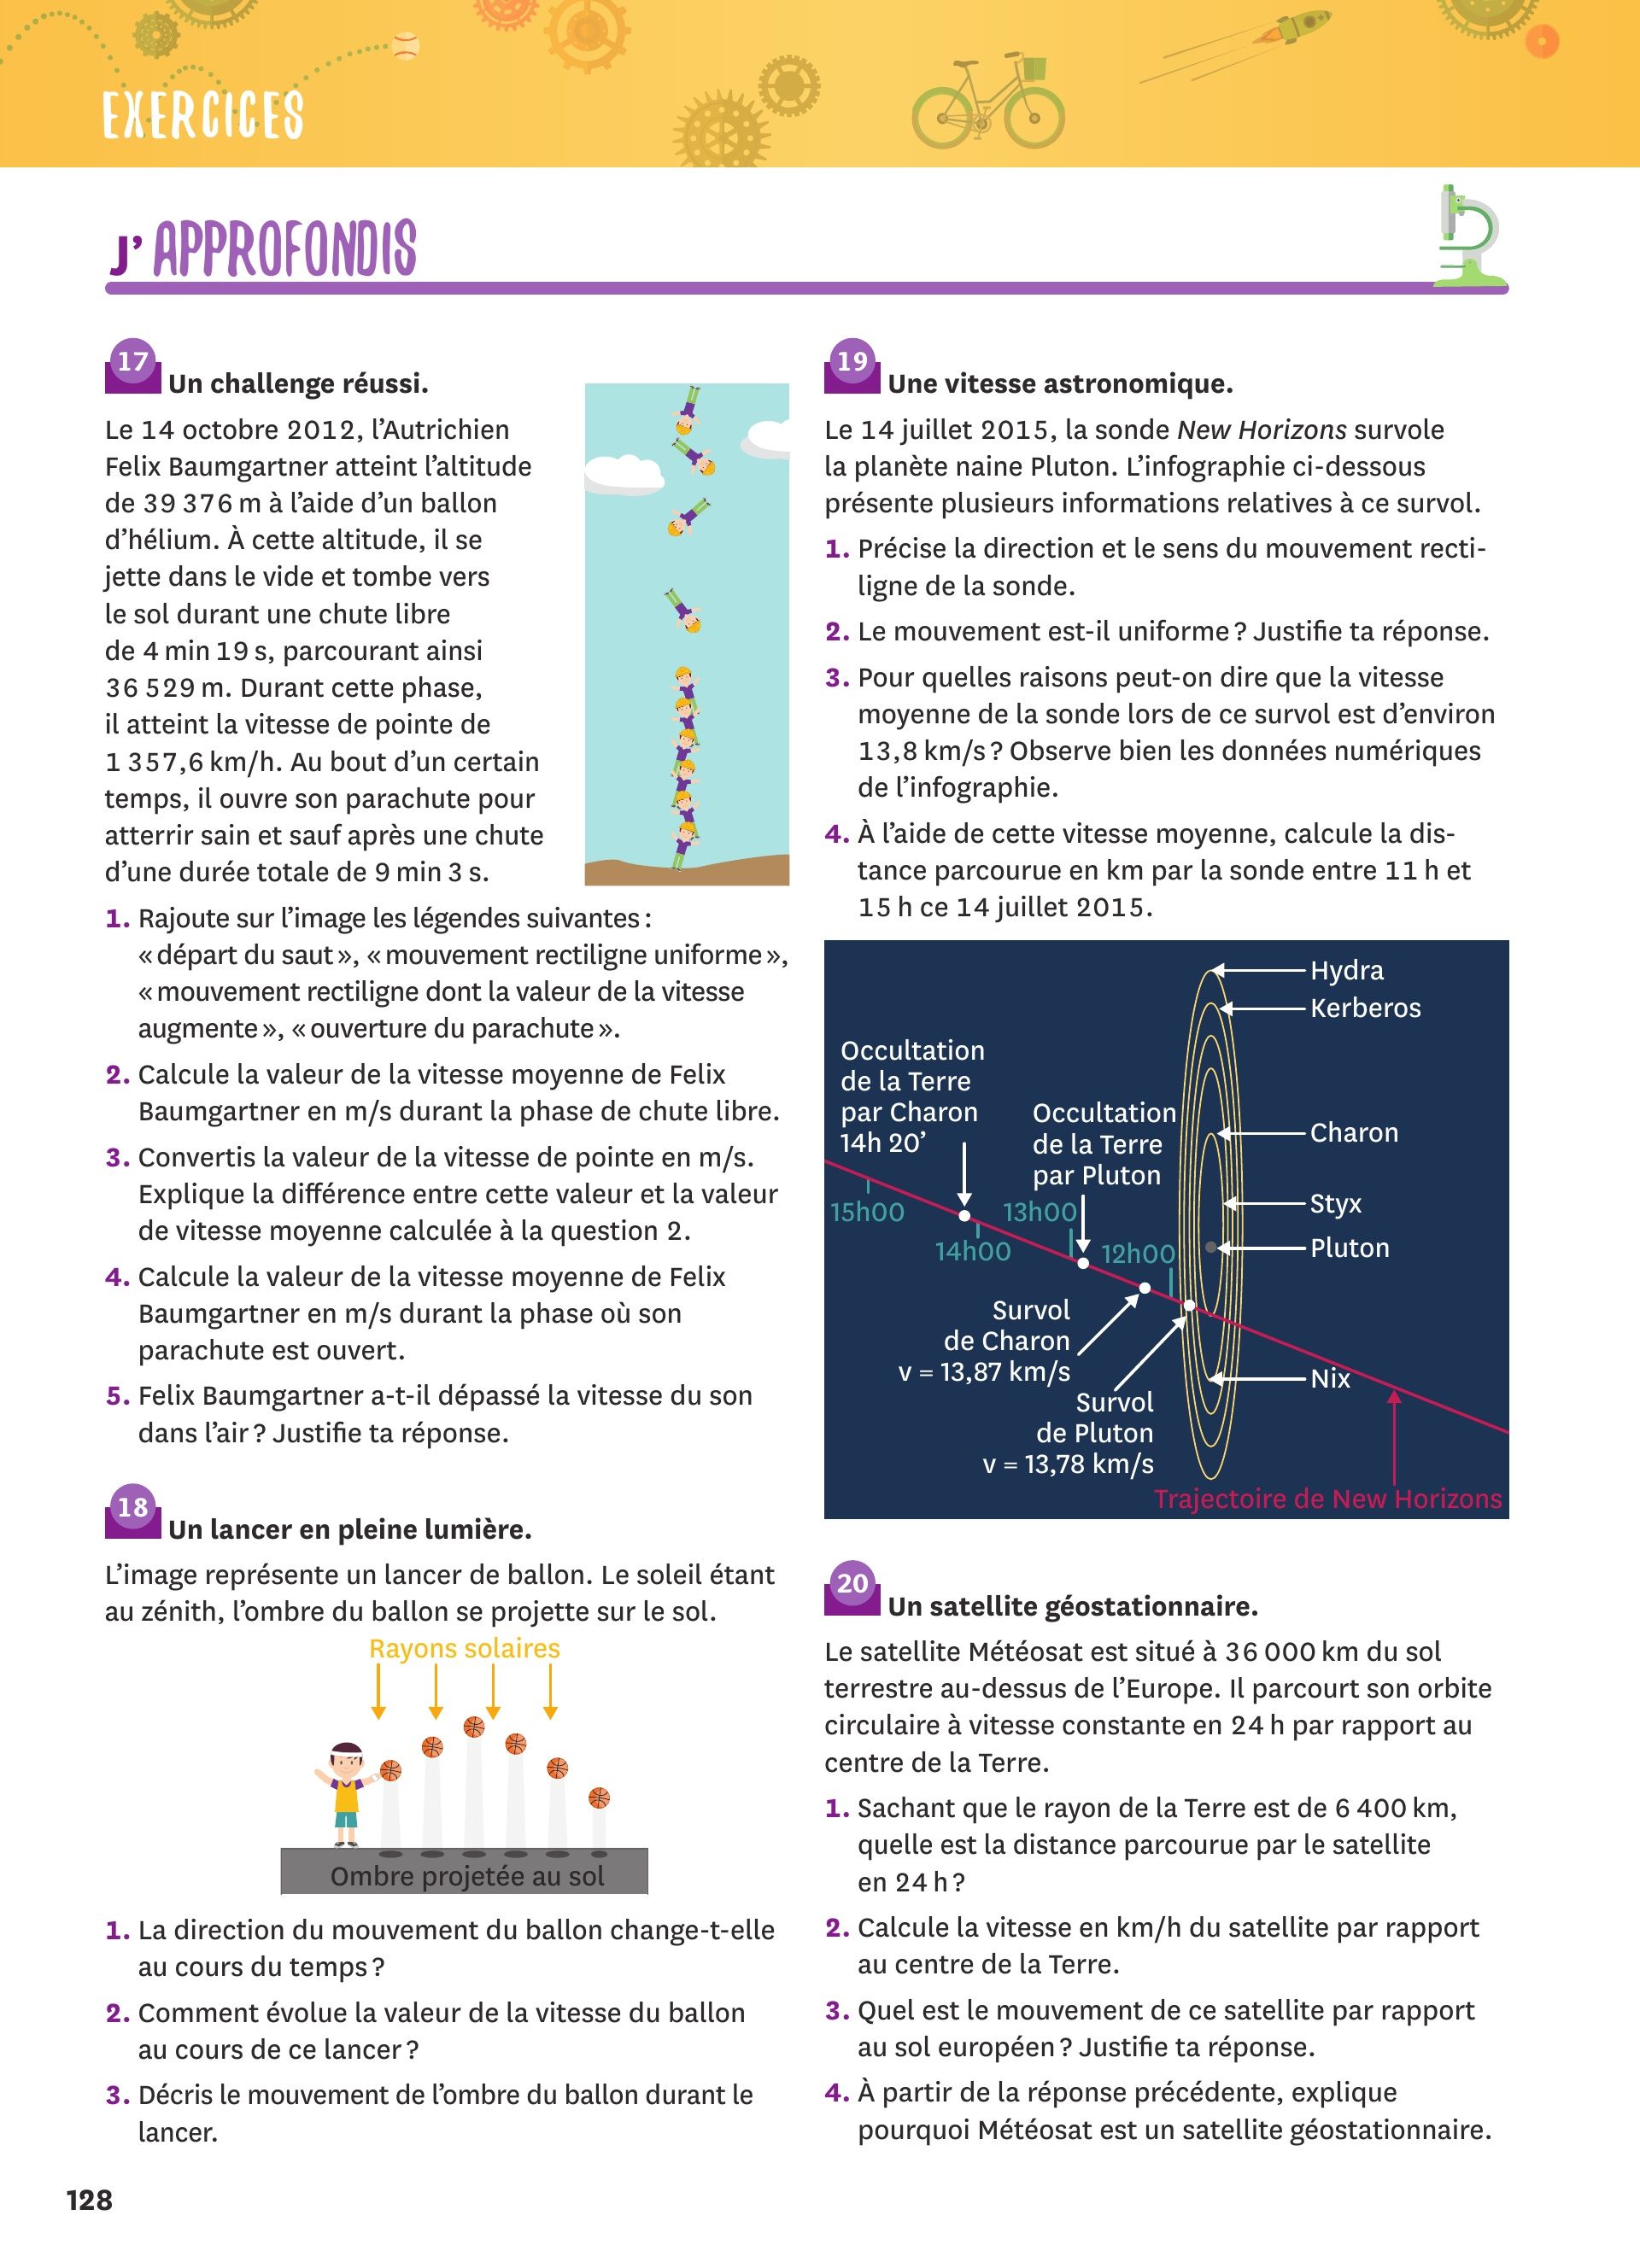 EXERCICES
J’APPROFONDIS
17 Un challenge réussi.
Le 14 octobre 2012, l’Autrichien
Felix Baumgartner atteint l’altitude
de 39 376 m à l’aide d’un ballon
d’hélium. À cette altitude, il se
jette dans le vide et tombe vers
le sol durant une chute libre
de 4 min 19 s, parcourant ainsi
36 529 m. Durant cette phase,
il atteint la vitesse de pointe de
1 357,6 km/h. Au bout d’un certain
temps, il ouvre son parachute pour
atterrir sain et sauf après une chute
d’une durée totale de 9 min 3 s.
1. Rajoute sur l’image les légendes suivantes :
« départ du saut », « mouvement rectiligne uniforme »,
« mouvement rectiligne dont la valeur de la vitesse
augmente », « ouverture du parachute ».
2. Calcule la valeur de la vitesse moyenne de Felix
Baumgartner en m/s durant la phase de chute libre.
3. Convertis la valeur de la vitesse de pointe en m/s.
Explique la différence entre cette valeur et la valeur
de vitesse moyenne calculée à la question 2.
4. Calcule la valeur de la vitesse moyenne de Felix
Baumgartner en m/s durant la phase où son
parachute est ouvert.
5. Felix Baumgartner a-t-il dépassé la vitesse du son
dans l’air ? Justifie ta réponse.
18 Un lancer en pleine lumière.
L’image représente un lancer de ballon. Le soleil étant
au zénith, l’ombre du ballon se projette sur le sol.
Rayons solaires
Ombre projetée au sol
1. La direction du mouvement du ballon change-t-elle
au cours du temps ?
2. Comment évolue la valeur de la vitesse du ballon
au cours de ce lancer ?
3. Décris le mouvement de l’ombre du ballon durant le
lancer.
19 Une vitesse astronomique.
Le 14 juillet 2015, la sonde New Horizons survole
la planète naine Pluton. L’infographie ci-dessous
présente plusieurs informations relatives à ce survol.
1. Précise la direction et le sens du mouvement recti-
ligne de la sonde.
2. Le mouvement est-il uniforme ? Justifie ta réponse.
3. Pour quelles raisons peut-on dire que la vitesse
moyenne de la sonde lors de ce survol est d’environ
13,8 km/s ? Observe bien les données numériques
de l’infographie.
4. À l’aide de cette vitesse moyenne, calcule la dis-
tance parcourue en km par la sonde entre 11 h et
15 h ce 14 juillet 2015.
Hydra
Kerberos
Occultation
de la Terre
par Charon
14h 20’
Occultation
de la Terre
par Pluton
Charon
Styx
Pluton
15h00
14h00
13h00
12h00
Survol
de Charon
v = 13,87 km/s
Survol
de Pluton
v = 13,78 km/s
Nix
Trajectoire de New Horizons
20 Un satellite géostationnaire.
Le satellite Météosat est situé à 36 000 km du sol
terrestre au-dessus de l’Europe. Il parcourt son orbite
circulaire à vitesse constante en 24 h par rapport au
centre de la Terre.
1. Sachant que le rayon de la Terre est de 6 400 km,
quelle est la distance parcourue par le satellite
en 24 h ?
2. Calcule la vitesse en km/h du satellite par rapport
au centre de la Terre.
3. Quel est le mouvement de ce satellite par rapport
au sol européen ? Justifie ta réponse.
4. À partir de la réponse précédente, explique
pourquoi Météosat est un satellite géostationnaire.
128